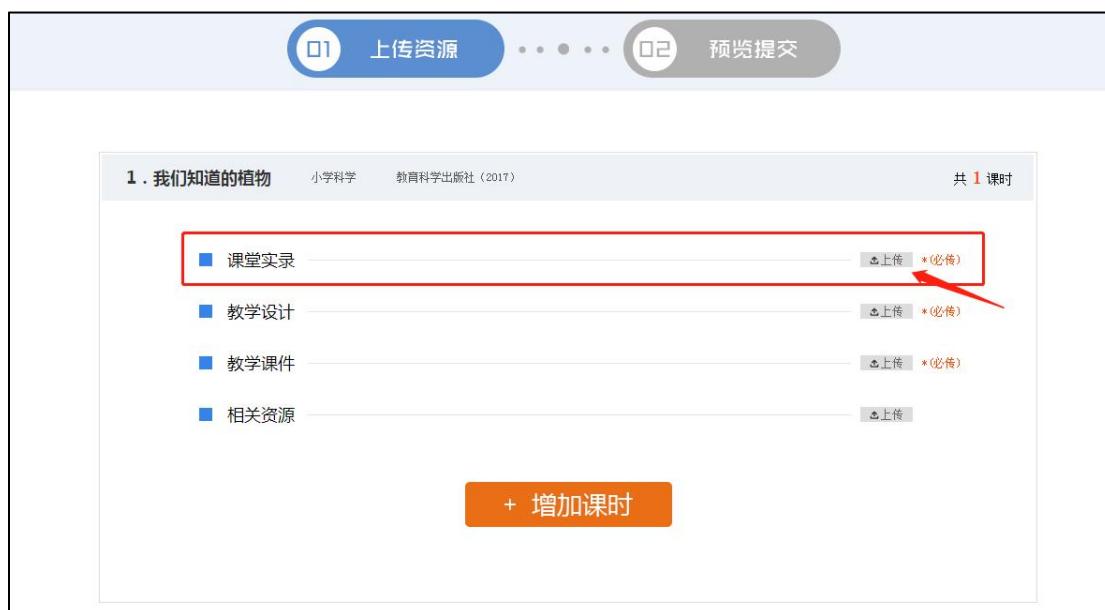 01 上传资源 02 预览提交
1.我们知道的植物 小学科学 教育科学出版社（2017） 共 1 课时
课堂实录 上传 *(必传)
教学设计 上传 *(必传)
教学课件 上传 *(必传)
相关资源 上传
+ 增加课时